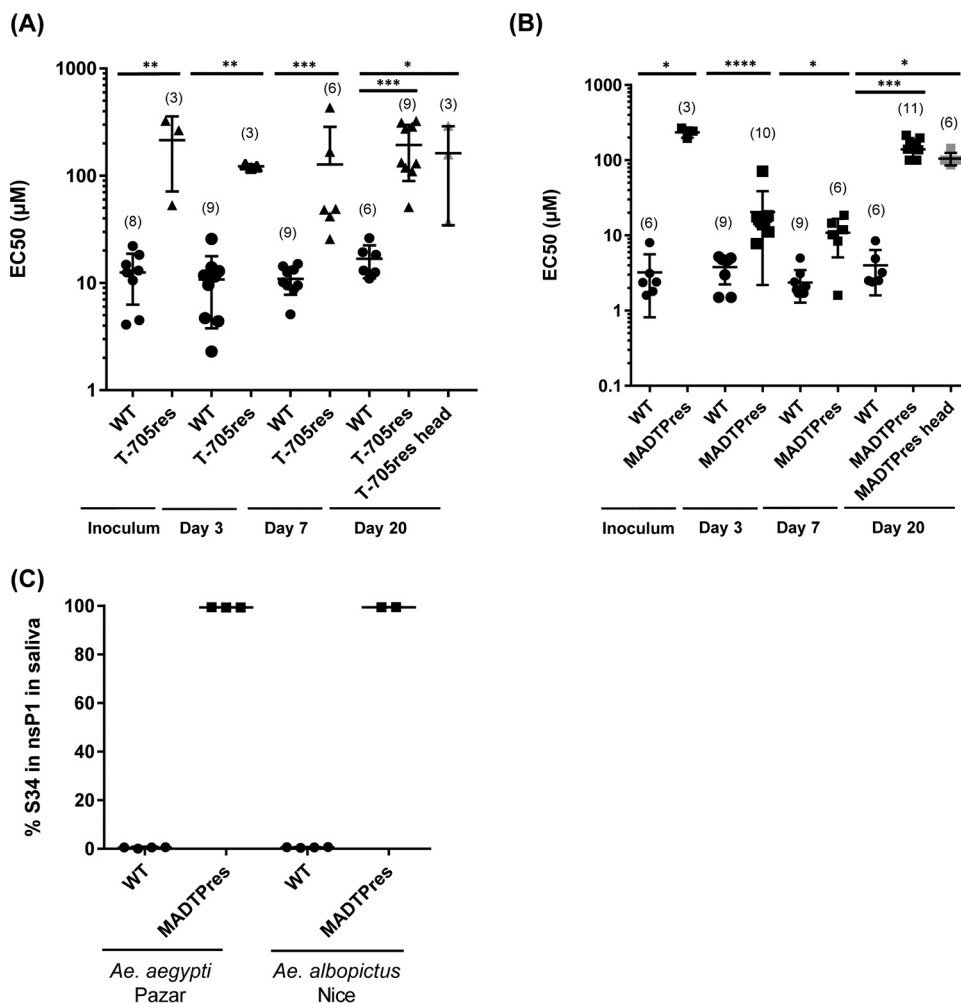 (A)
** ** *** *
***
1000
100
10
1
EC50 (µM)
(8) (3) (9) (3) (9) (6) (6) (9) (3)
WT T-705res WT T-705res WT T-705res WT T-705res T-705res head
Inoculum Day 3 Day 7 Day 20
(B)
* **** * *
***
1000
100
10
1
0.1
EC50 (µM)
(6) (3) (9) (10) (9) (6) (6) (11) (6)
WT MADTPres WT MADTPres WT MADTPres WT MADTPres MADTPres head
Inoculum Day 3 Day 7 Day 20
(C)
100
80
60
40
20
0
% S34 in nsP1 in saliva
WT MADTPres WT MADTPres
Ae. aegypti Ae. albopictus
Pazar Nice